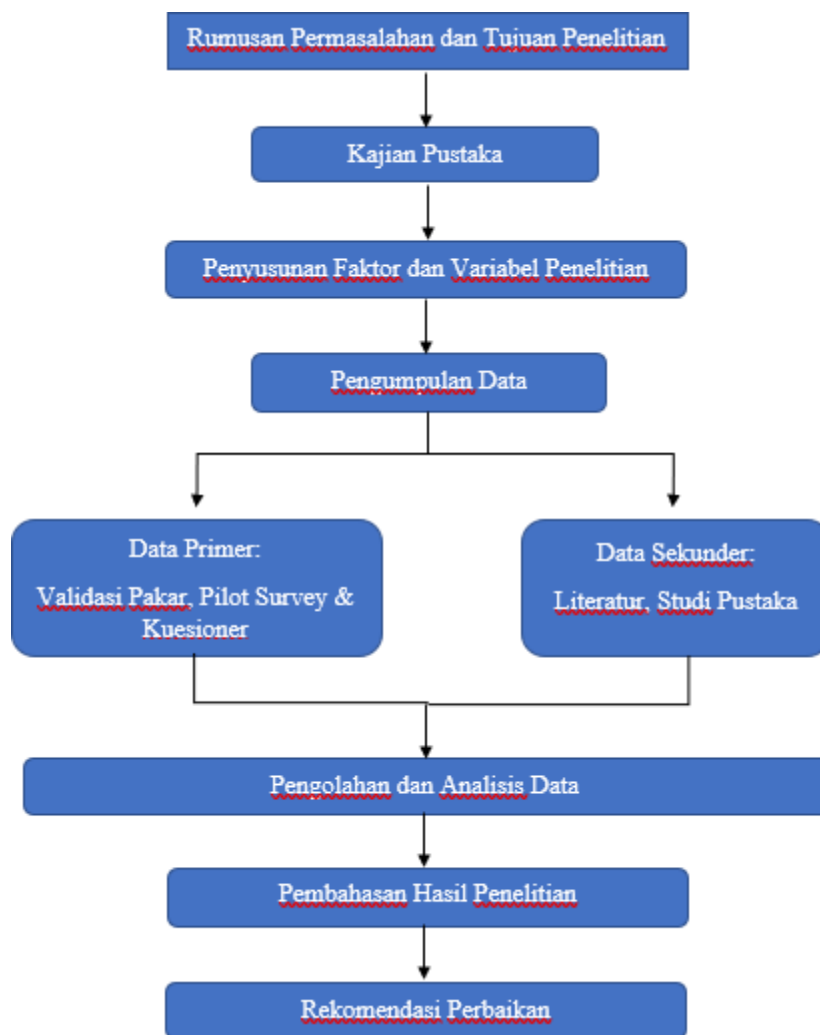 Rumusan Permasalahan dan Tujuan Penelitian
Kajian Pustaka
Penyusunan Faktor dan Variabel Penelitian
Pengumpulan Data
Data Primer:
Validasi Pakar, Pilot Survey &
Kuesioner
Data Sekunder:
Literatur, Studi Pustaka
Pengolahan dan Analisis Data
Pembahasan Hasil Penelitian
Rekomendasi Perbaikan